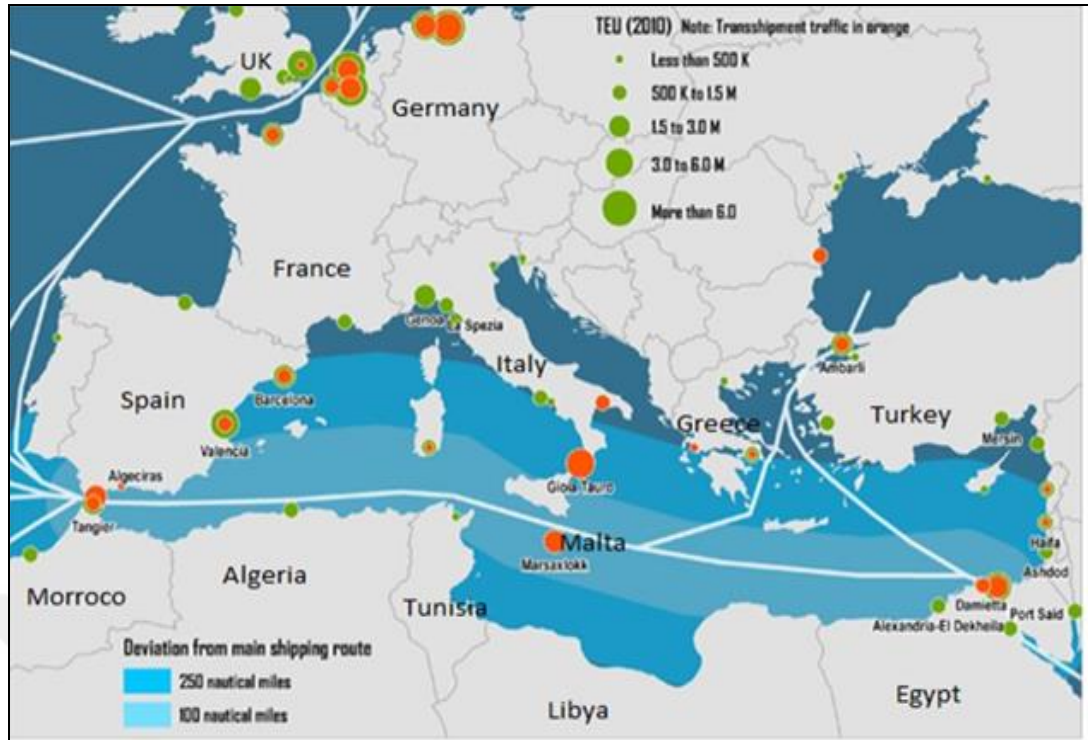 TEU (2010) Note: Transshipment traffic in orange
Less than 500 K
500 K to 1.5 M
1.5 to 3.0 M
3.0 to 6.0 M
More than 6.0
UK
Germany
France
Genoa
La Spezia
Italy
Ambarli
Spain
Barcelona
Greece
Turkey
Valencia
Mersin
Algeciras
Gioia Tauro
Tangier
Haifa
Malta
Marsaxlokk
Ashdod
Algeria
Morroco
Tunisia
Damietta
Port Said
Alexandria-El Dekheila
Deviation from main shipping route
250 nautical miles
100 nautical miles
Egypt
Libya